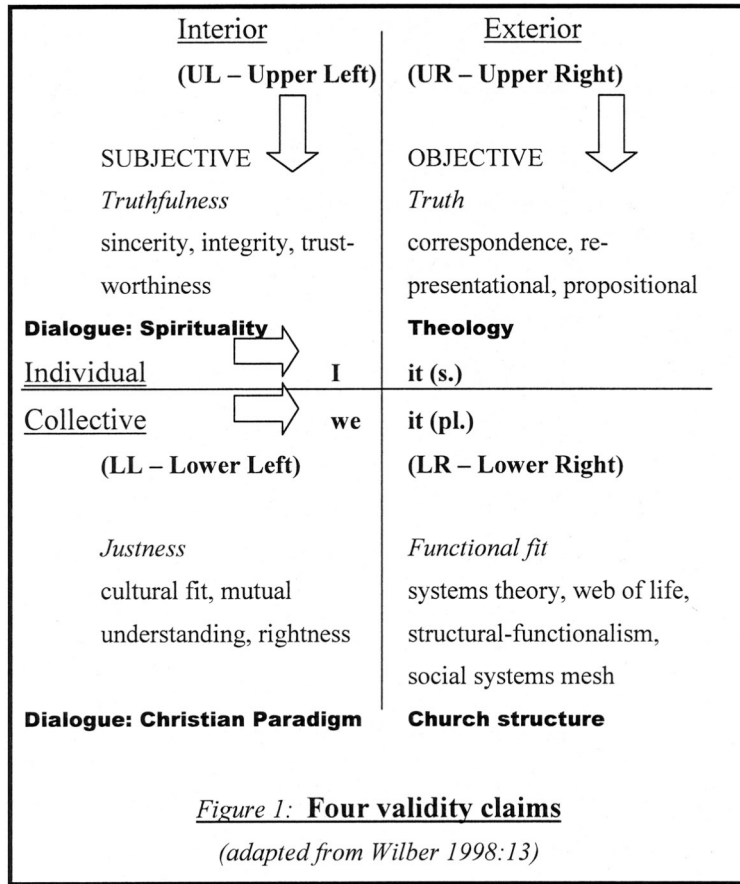 Interior Exterior
(UL – Upper Left) (UR – Upper Right)
SUBJECTIVE OBJECTIVE
Truthfulness Truth
sincerity, integrity, trust- correspondence, re-
worthiness presentational, propositional
Dialogue: Spirituality Theology
Individual I it (s.)
Collective we it (pl.)
(LL – Lower Left) (LR – Lower Right)
Justness Functional fit
cultural fit, mutual systems theory, web of life,
understanding, rightness structural-functionalism,
social systems mesh
Dialogue: Christian Paradigm Church structure
Figure 1: Four validity claims
(adapted from Wilber 1998:13)